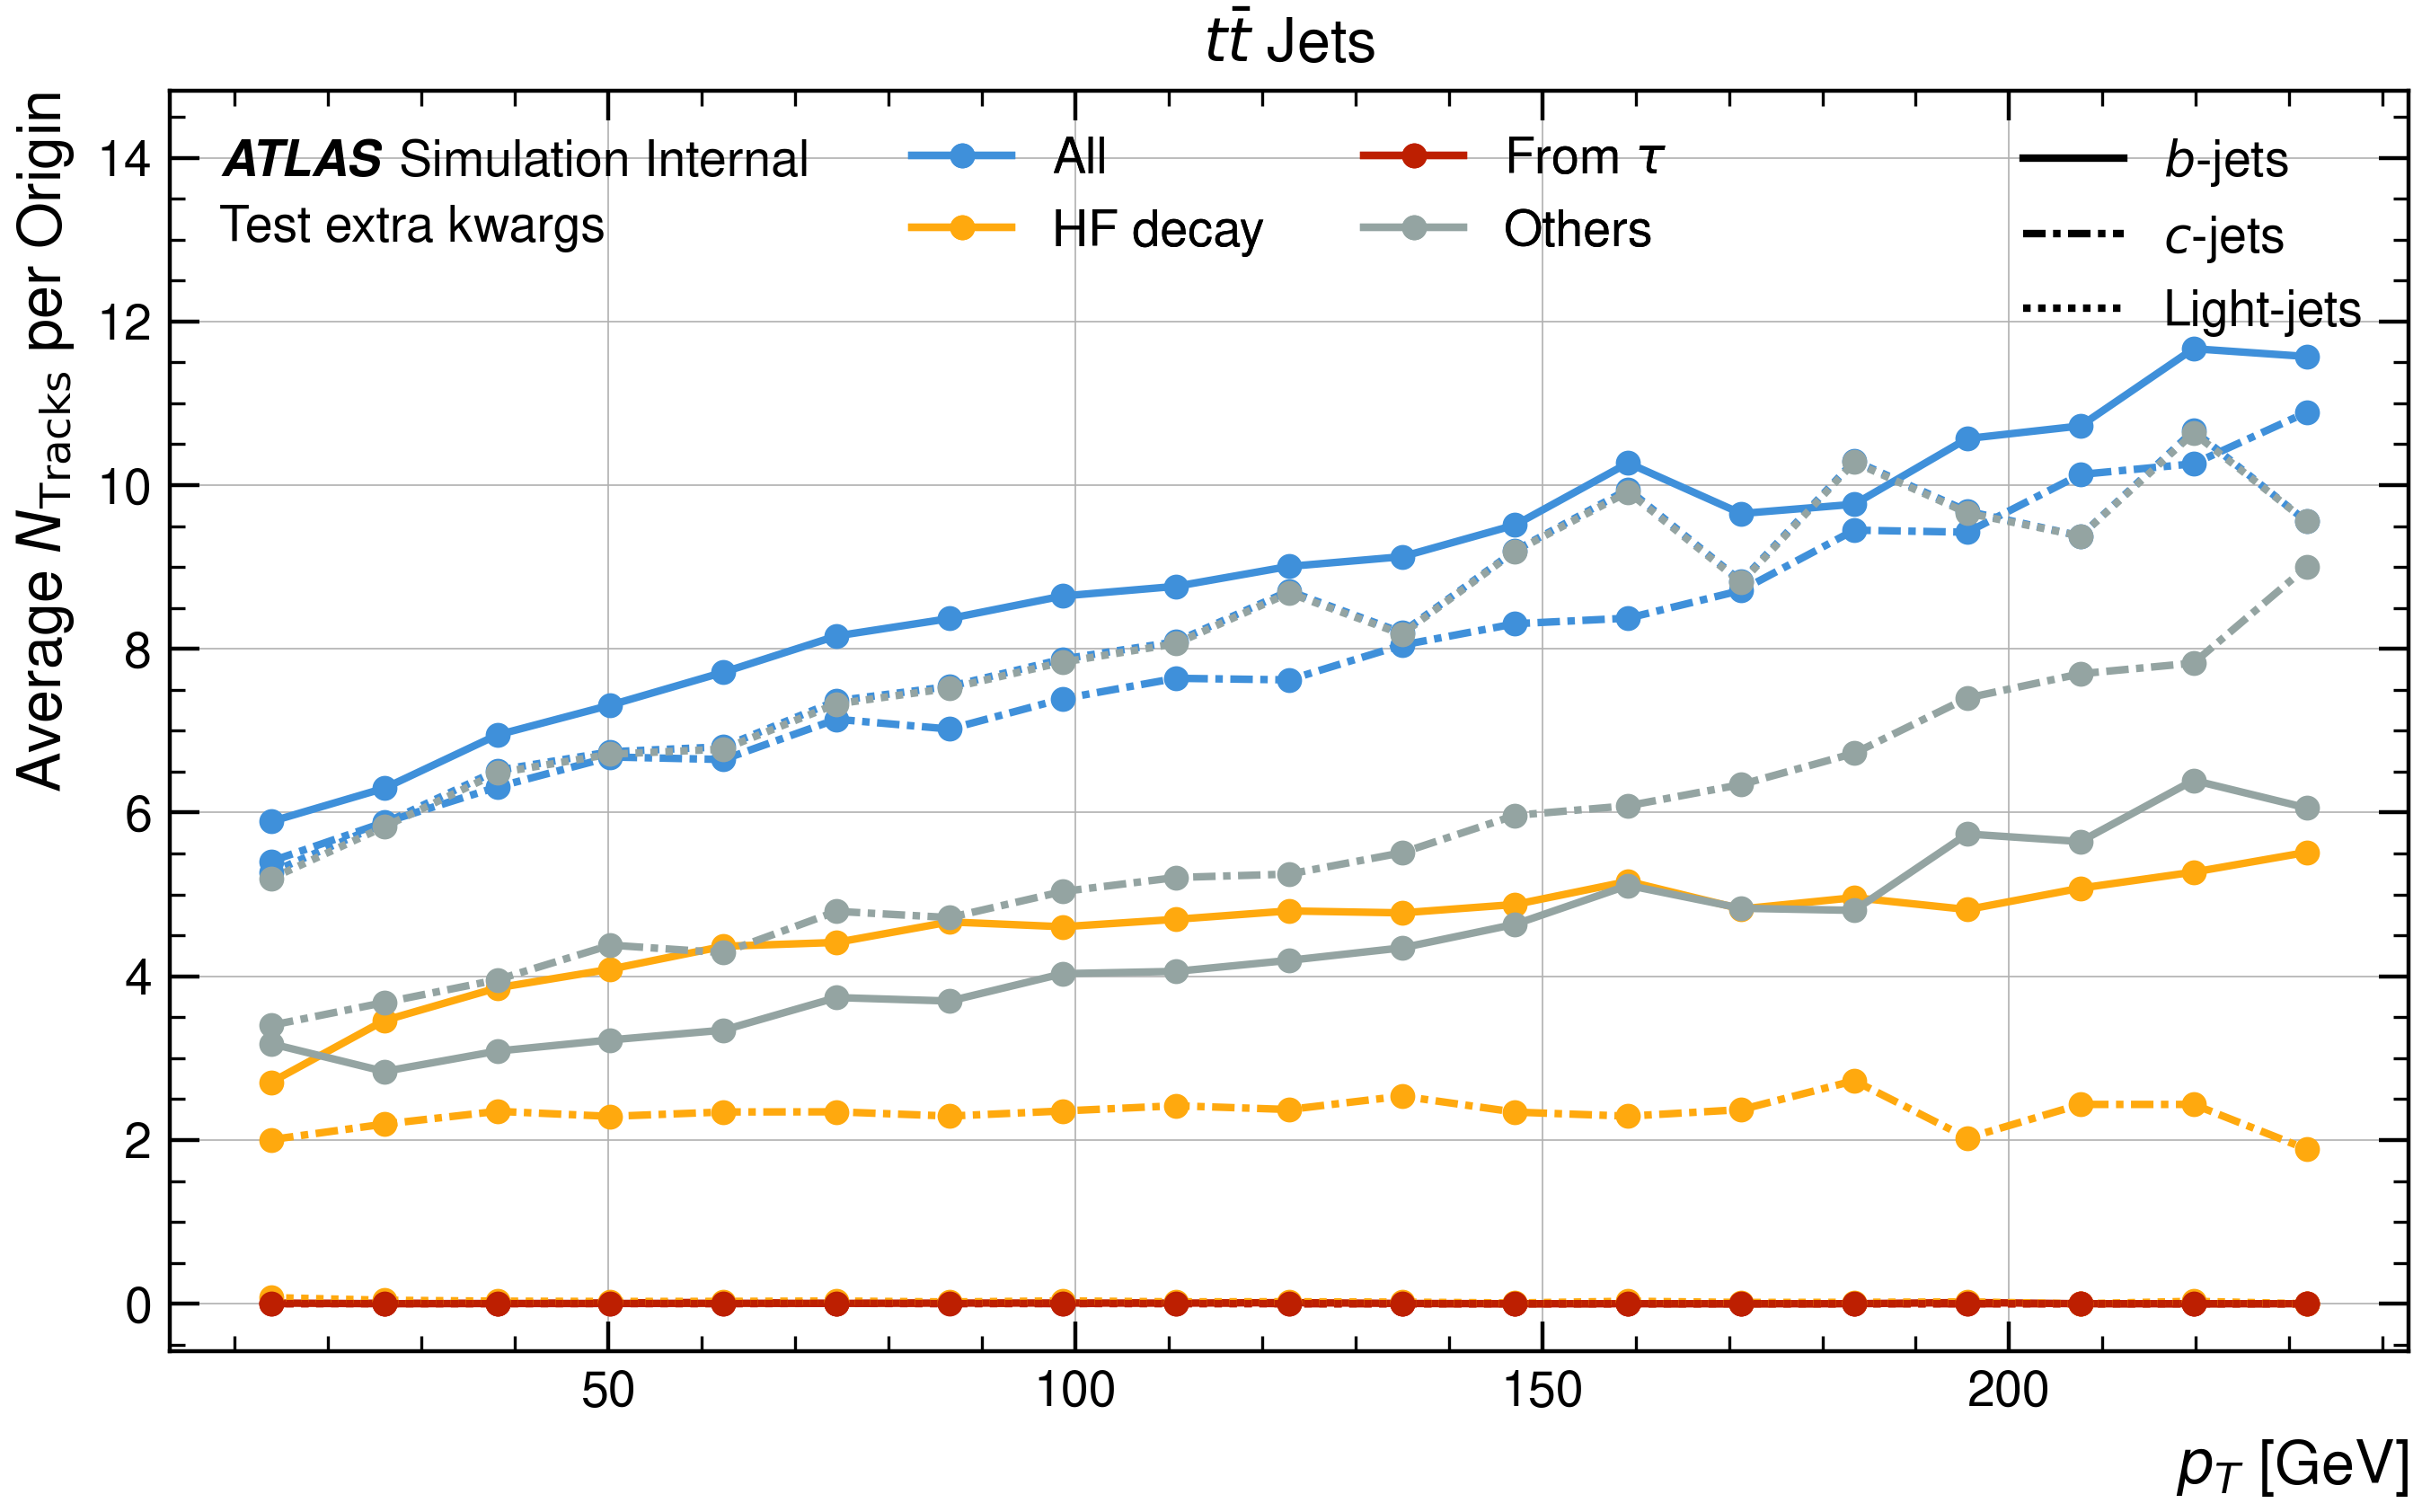 tt̄ Jets
Average N_Tracks per Origin
ATLAS Simulation Internal
Test extra kwargs
All
HF decay
From τ
Others
b-jets
c-jets
Light-jets
14
12
10
8
6
4
2
0
50 100 150 200
p_T [GeV]